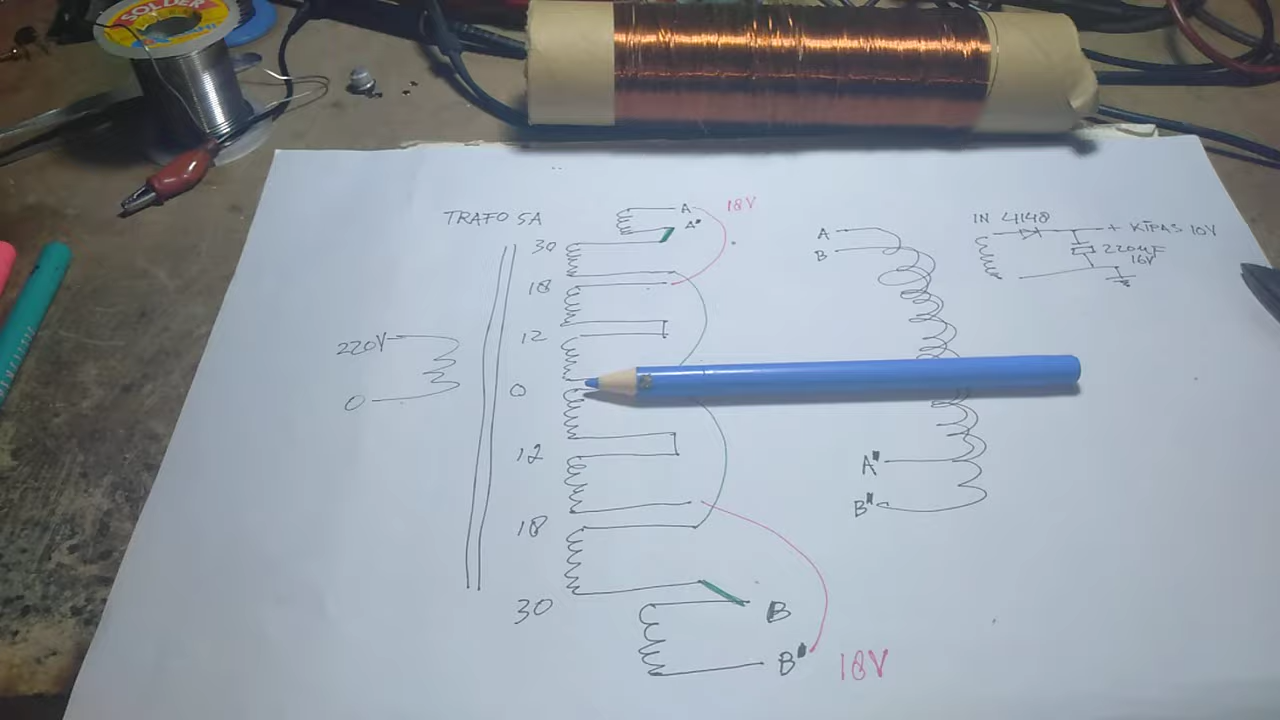 SOLDER
TRAFO 5A
A
A"
18V
30
18
12
0
12
18
30
220V
0
B
B"
18V
A
B
A"
B"
IN 4148
+ KIPAS 10V
220uF
16V